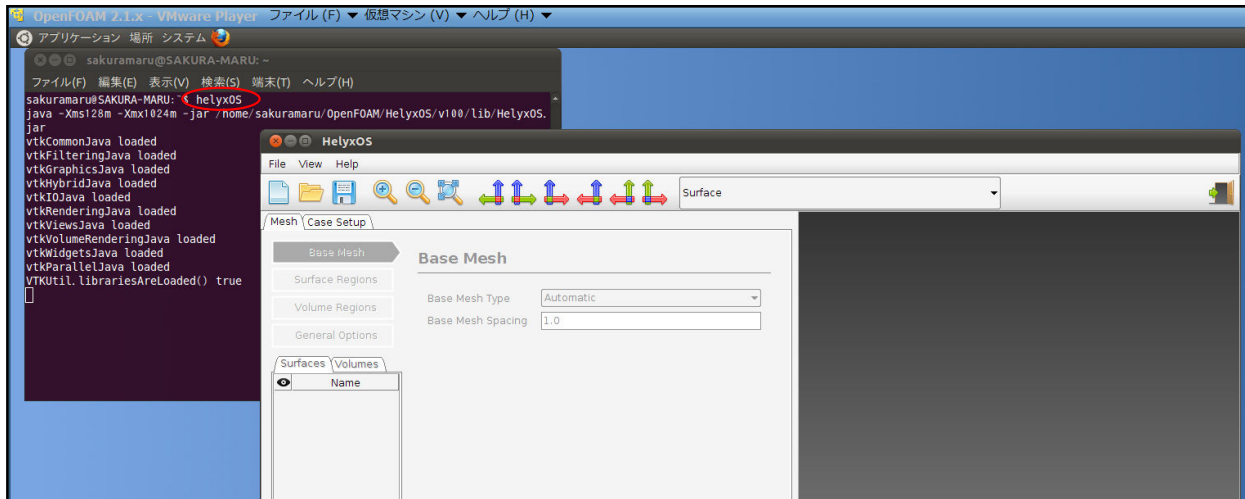 OpenFOAM 2.1.x - VMware Player ファイル (F) ▼ 仮想マシン (V) ▼ ヘルプ (H) ▼
アプリケーション 場所 システム
sakuramaru@SAKURA-MARU: ~
ファイル(F) 編集(E) 表示(V) 検索(S) 端末(T) ヘルプ(H)
sakuramaru@SAKURA-MARU:~$ helyxOS
java -Xms128m -Xmx1024m -jar /home/sakuramaru/OpenFOAM/HelyxOS/v100/lib/HelyxOS.
jar
vtkCommonJava loaded
vtkFilteringJava loaded
vtkGraphicsJava loaded
vtkHybridJava loaded
vtkIOJava loaded
vtkRenderingJava loaded
vtkViewsJava loaded
vtkVolumeRenderingJava loaded
vtkWidgetsJava loaded
vtkParallelJava loaded
VTKUtil.librariesAreLoaded() true
HelyxOS
File View Help
Surface
Mesh Case Setup
Base Mesh
Surface Regions
Volume Regions
General Options
Base Mesh
Base Mesh Type Automatic
Base Mesh Spacing 1.0
Surfaces Volumes
Name